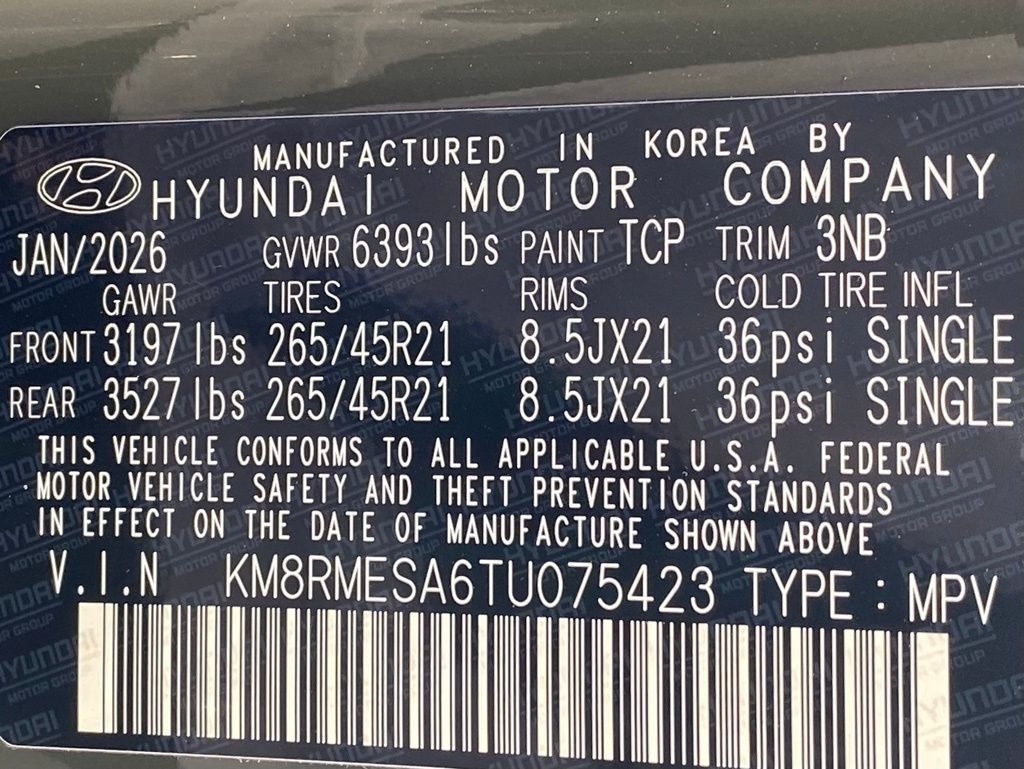 MANUFACTURED IN KOREA BY
HYUNDAI MOTOR COMPANY
JAN/2026 GVWR 6393lbs PAINT TCP TRIM 3NB
GAWR TIRES RIMS COLD TIRE INFL
FRONT 3197lbs 265/45R21 8.5JX21 36psi SINGLE
REAR 3527lbs 265/45R21 8.5JX21 36psi SINGLE
THIS VEHICLE CONFORMS TO ALL APPLICABLE U.S.A. FEDERAL
MOTOR VEHICLE SAFETY AND THEFT PREVENTION STANDARDS
IN EFFECT ON THE DATE OF MANUFACTURE SHOWN ABOVE
V.I.N KM8RMESA6TU075423 TYPE : MPV